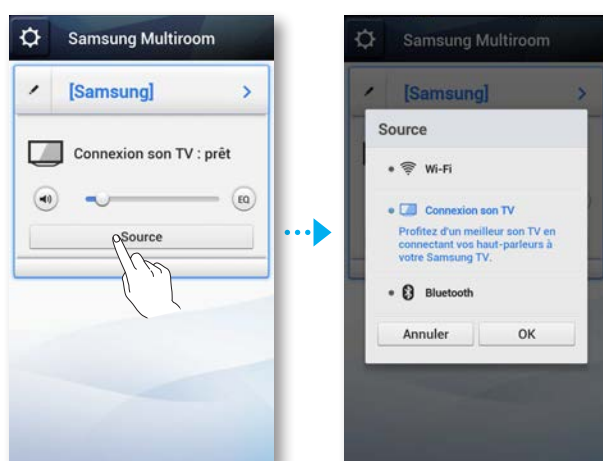 Samsung Multiroom
[Samsung]
Connexion son TV : prêt
EQ
Source
Samsung Multiroom
[Samsung]
Source
Wi-Fi
Connexion son TV
Profitez d'un meilleur son TV en
connectant vos haut-parleurs à
votre Samsung TV.
Bluetooth
Annuler OK